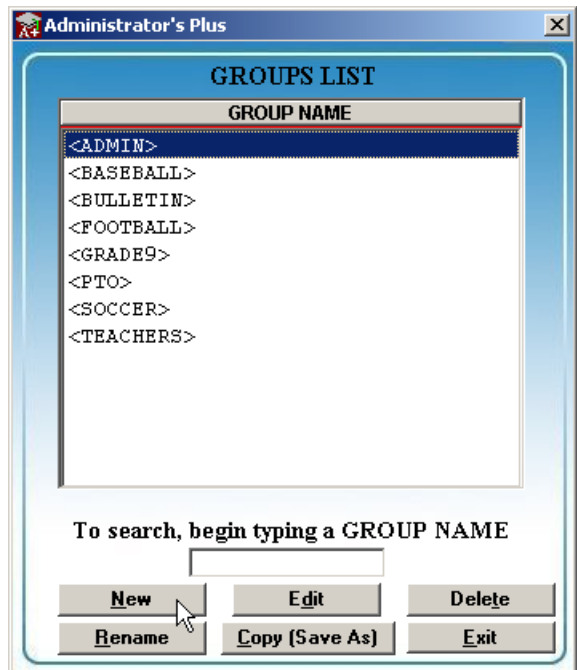 Administrator's Plus
GROUPS LIST
GROUP NAME
<ADMIN>
<BASEBALL>
<BULLETIN>
<FOOTBALL>
<GRADE9>
<PTO>
<SOCCER>
<TEACHERS>
To search, begin typing a GROUP NAME
New Edit Delete
Rename Copy (Save As) Exit